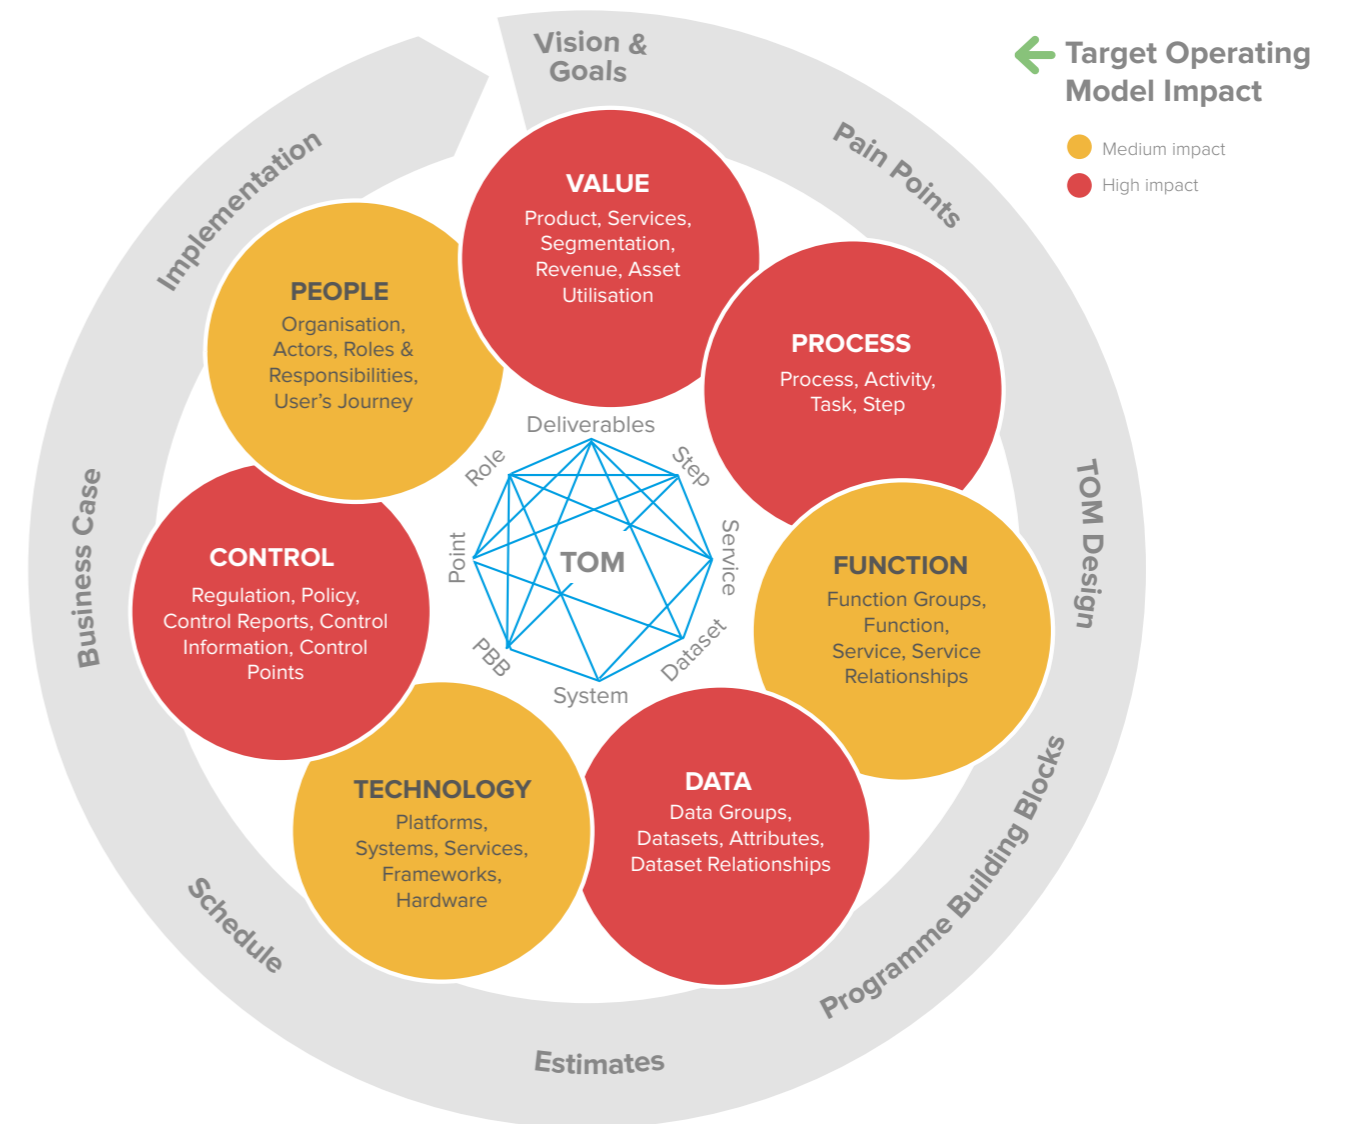 Target Operating
Model Impact
Medium impact
High impact
Vision &
Goals
Pain Points
TOM Design
Programme Building Blocks
Estimates
Schedule
Business Case
Implementation
VALUE
Product, Services,
Segmentation,
Revenue, Asset
Utilisation
PROCESS
Process, Activity,
Task, Step
FUNCTION
Function Groups,
Function,
Service, Service
Relationships
DATA
Data Groups,
Datasets, Attributes,
Dataset Relationships
TECHNOLOGY
Platforms,
Systems, Services,
Frameworks,
Hardware
CONTROL
Regulation, Policy,
Control Reports, Control
Information, Control
Points
PEOPLE
Organisation,
Actors, Roles &
Responsibilities,
User’s Journey
Deliverables
Step
Service
Dataset
System
PBB
Point
Role
TOM